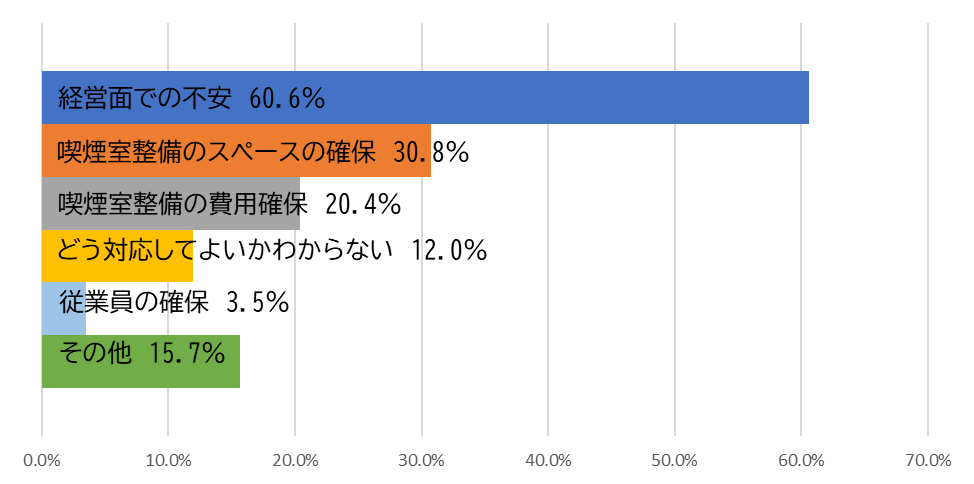 経営面での不安 60.6%
喫煙室整備のスペースの確保 30.8%
喫煙室整備の費用確保 20.4%
どう対応してよいかわからない 12.0%
従業員の確保 3.5%
その他 15.7%
0.0% 10.0% 20.0% 30.0% 40.0% 50.0% 60.0% 70.0%